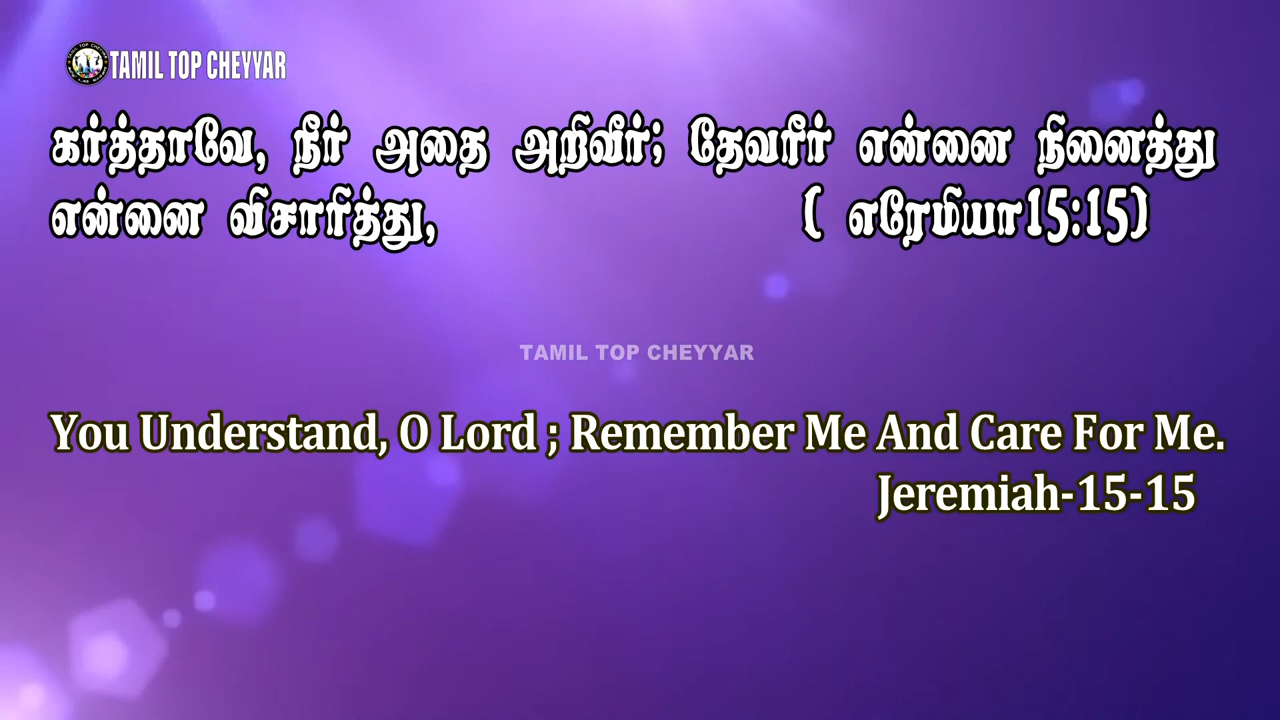 TAMIL TOP CHEYYAR
கர்த்தாவே, நீர் அதை அறிவீர்; தேவரீர் என்னை நினைத்து
என்னை விசாரித்து, ( எரேமியா15:15)
TAMIL TOP CHEYYAR
You Understand, O Lord ; Remember Me And Care For Me.
Jeremiah-15-15